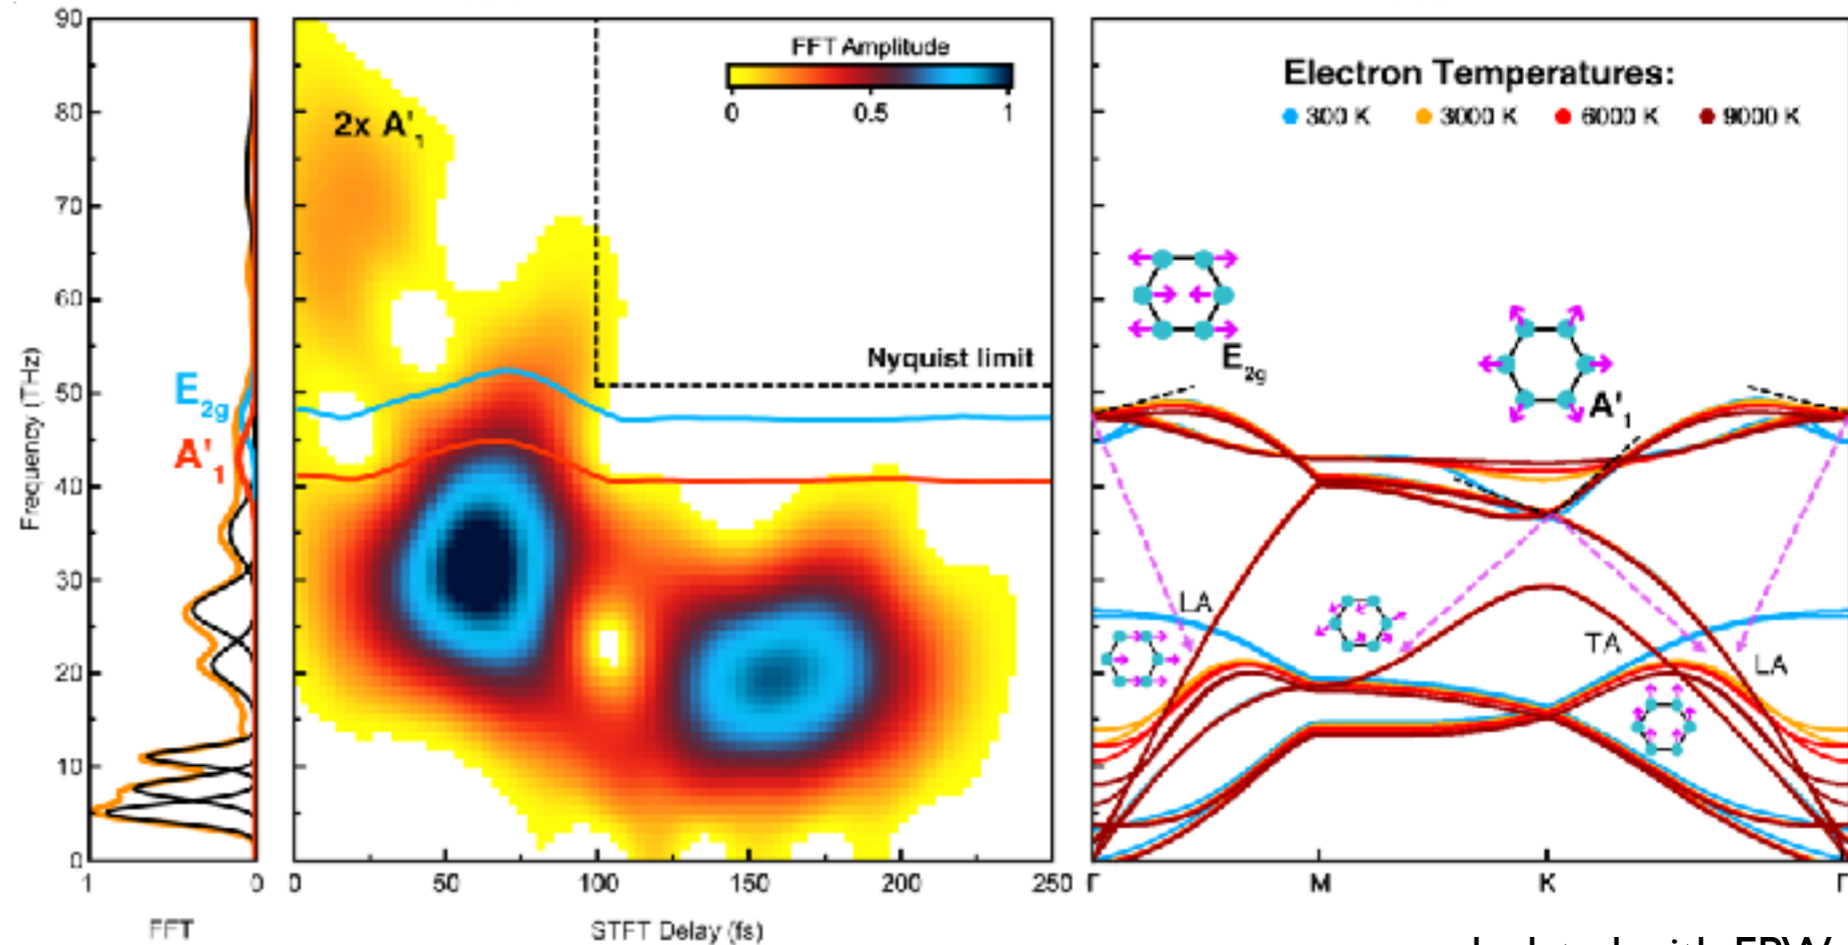 90
80
70
60
50
40
30
20
10
0
Frequency (THz)
E2g
A'1
1
0
FFT
2x A'1
FFT Amplitude
0
0.5
1
Nyquist limit
0
50
100
150
200
250
STFT Delay (fs)
Electron Temperatures:
300 K
3000 K
6000 K
9000 K
E2g
A'1
LA
TA
LA
Γ
M
K
Γ
with EPW